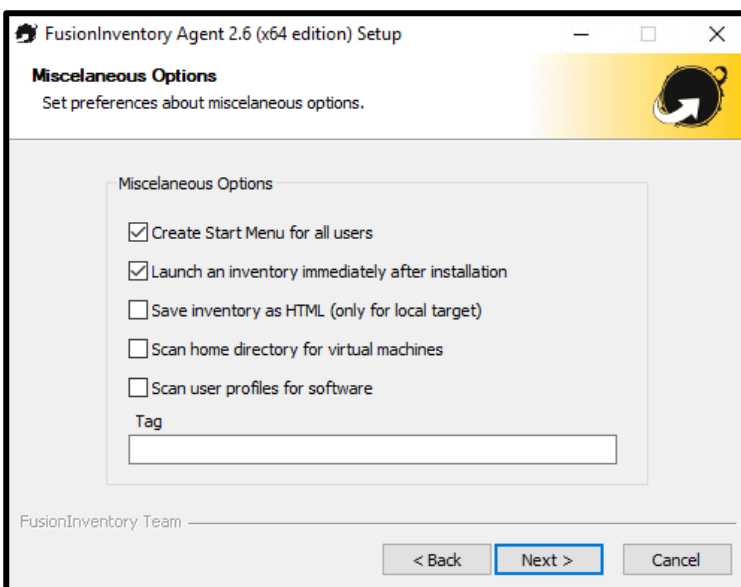 FusionInventory Agent 2.6 (x64 edition) Setup
Miscelaneous Options
Set preferences about miscelaneous options.
Miscelaneous Options
Create Start Menu for all users
Launch an inventory immediately after installation
Save inventory as HTML (only for local target)
Scan home directory for virtual machines
Scan user profiles for software
Tag
FusionInventory Team
< Back Next > Cancel